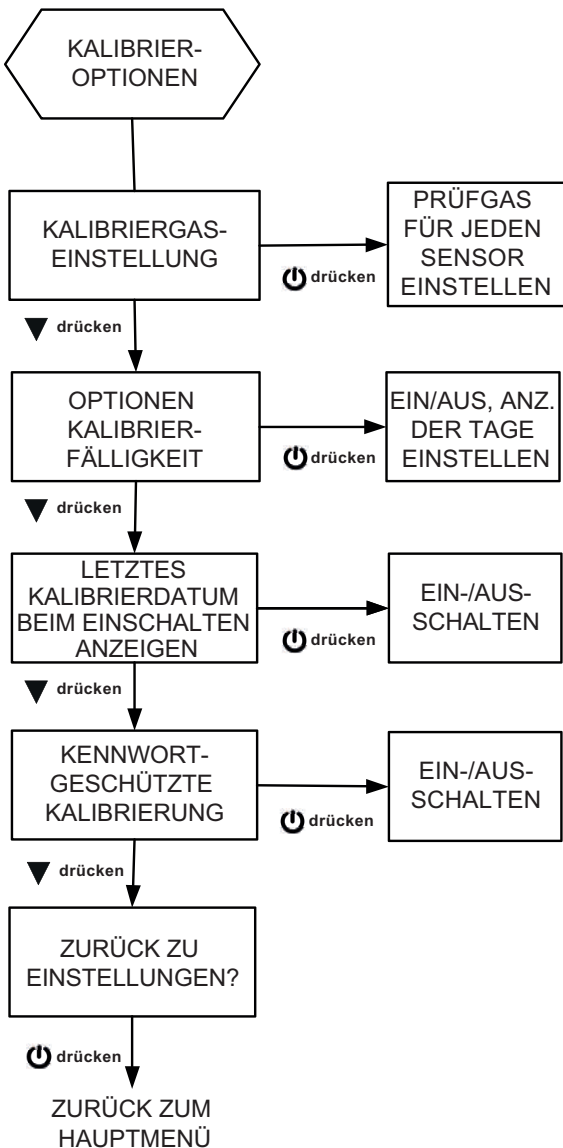 KALIBRIER-
OPTIONEN
KALIBRIERGAS-
EINSTELLUNG
drücken
PRÜFGAS
FÜR JEDEN
SENSOR
EINSTELLEN
drücken
OPTIONEN
KALIBRIER-
FÄLLIGKEIT
drücken
EIN/AUS, ANZ.
DER TAGE
EINSTELLEN
drücken
LETZTES
KALIBRIERDATUM
BEIM EINSCHALTEN
ANZEIGEN
drücken
EIN-/AUS-
SCHALTEN
drücken
KENNWORT-
GESCHÜTZTE
KALIBRIERUNG
drücken
EIN-/AUS-
SCHALTEN
drücken
ZURÜCK ZU
EINSTELLUNGEN?
drücken
ZURÜCK ZUM
HAUPTMENÜ